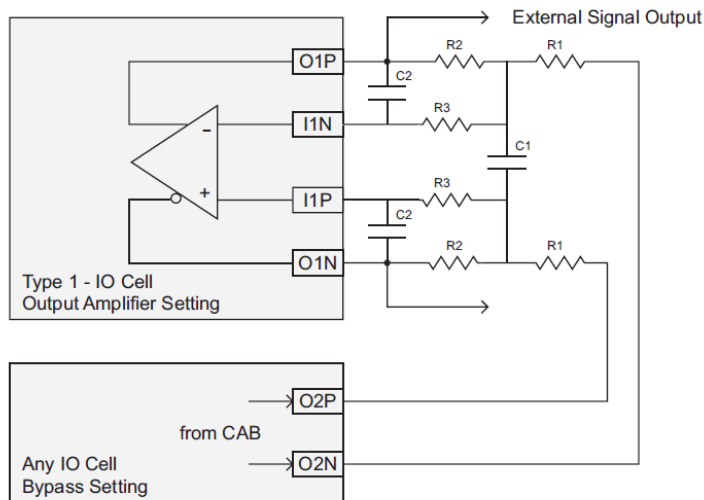 External Signal Output
O1P
R2
R1
C2
I1N
R3
C1
-
+
I1P
R3
C2
O1N
R2
R1
Type 1 - IO Cell
Output Amplifier Setting
O2P
from CAB
O2N
Any IO Cell
Bypass Setting